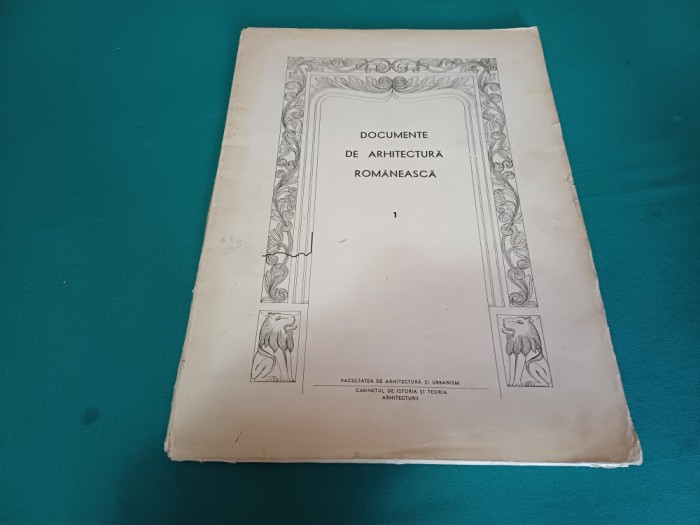 DOCUMENTE
DE ARHITECTURĂ
ROMÂNEASCĂ
1
FACULTATEA DE ARHITECTURĂ ȘI URBANISM
CABINETUL DE ISTORIA ȘI TEORIA
ARHITECTURII